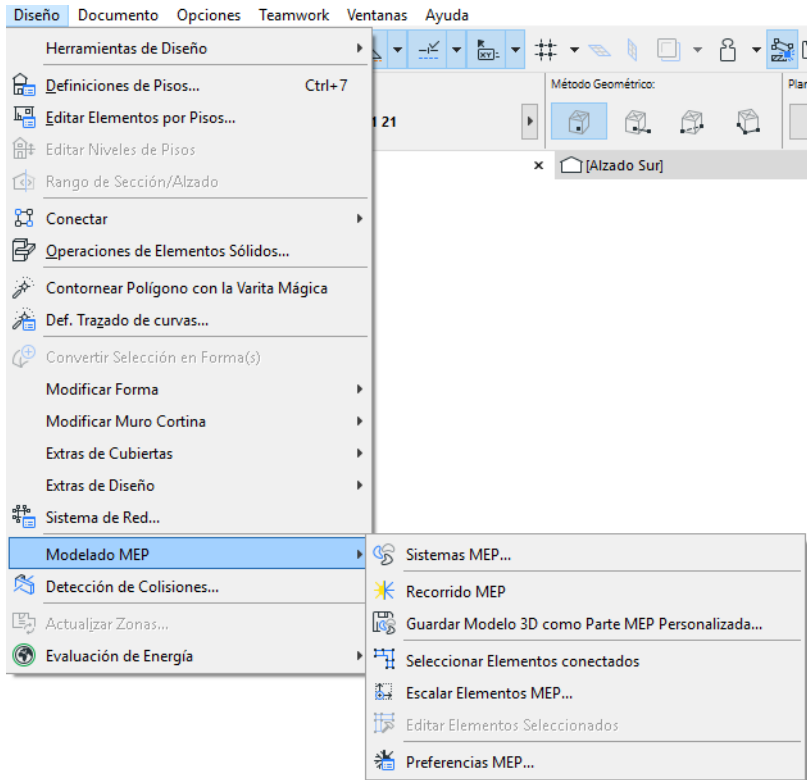 Diseño Documento Opciones Teamwork Ventanas Ayuda
Herramientas de Diseño
Definiciones de Pisos... Ctrl+7
Editar Elementos por Pisos...
Editar Niveles de Pisos
Rango de Sección/Alzado
Conectar
Operaciones de Elementos Sólidos...
Contornear Polígono con la Varita Mágica
Def. Trazado de curvas...
Convertir Selección en Forma(s)
Modificar Forma
Modificar Muro Cortina
Extras de Cubiertas
Extras de Diseño
Sistema de Red...
Modelado MEP
Detección de Colisiones...
Actualizar Zonas...
Evaluación de Energía
XY:
Método Geométrico:
21
[Alzado Sur]
Sistemas MEP...
Recorrido MEP
Guardar Modelo 3D como Parte MEP Personalizada...
Seleccionar Elementos conectados
Escalar Elementos MEP...
Editar Elementos Seleccionados
Preferencias MEP...